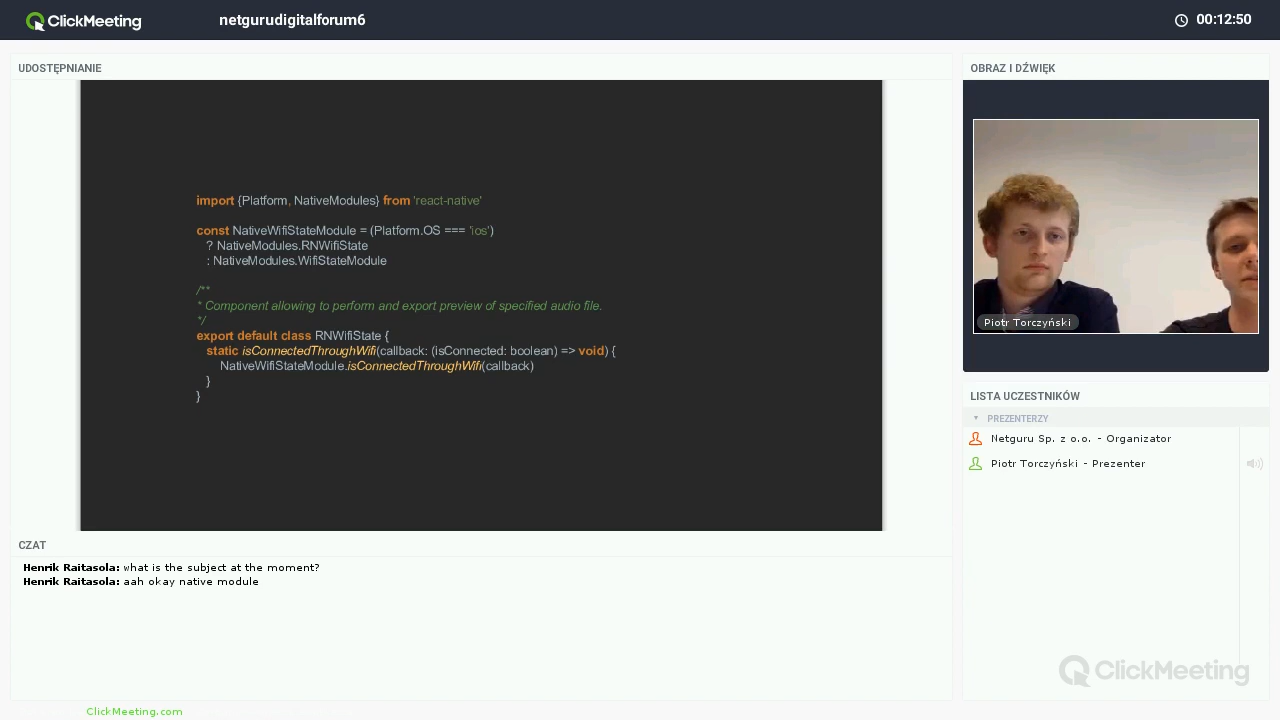 ClickMeeting
netgurudigitalforum6
00:12:50
UDOSTĘPNIANIE
OBRAZ I DŹWIĘK
import {Platform, NativeModules} from 'react-native'
const NativeWifiStateModule = (Platform.OS === 'ios')
? NativeModules.RNWifiState
: NativeModules.WifiStateModule
/**
* Component allowing to perform and export preview of specified audio file.
*/
export default class RNWifiState {
static isConnectedThroughWifi(callback: (isConnected: boolean) => void) {
NativeWifiStateModule.isConnectedThroughWifi(callback)
}
}
Piotr Torczyński
LISTA UCZESTNIKÓW
PREZENTERZY
Netguru Sp. z o.o. - Organizator
Piotr Torczyński - Prezenter
CZAT
Henrik Raitasola: what is the subject at the moment?
Henrik Raitasola: aah okay native module
ClickMeeting
ClickMeeting.com